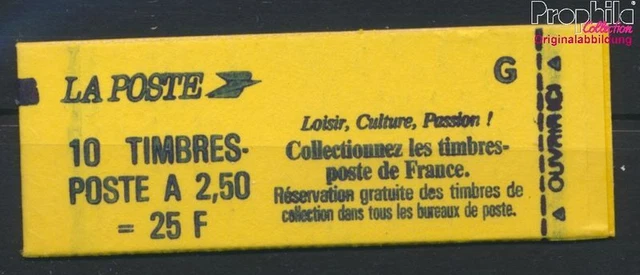 Prophila
Collection
Originalabbildung
LA POSTE
G
10 TIMBRES-
POSTE A 2,50
= 25 F
Loisir, Culture, Passion !
Collectionnez les timbres-
poste de France.
Réservation gratuite des timbres de
collection dans tous les bureaux de poste.
OUVRIR ICI